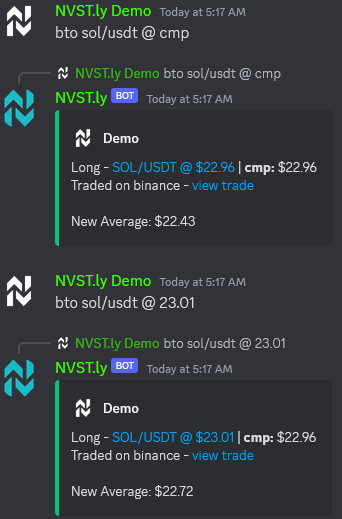 NVST.ly Demo Today at 5:17 AM
bto sol/usdt @ cmp
NVST.ly Demo bto sol/usdt @ cmp
NVST.ly BOT Today at 5:17 AM
Demo
Long - SOL/USDT @ $22.96 | cmp: $22.96
Traded on binance - view trade
New Average: $22.43
NVST.ly Demo Today at 5:17 AM
bto sol/usdt @ 23.01
NVST.ly Demo bto sol/usdt @ 23.01
NVST.ly BOT Today at 5:17 AM
Demo
Long - SOL/USDT @ $23.01 | cmp: $22.96
Traded on binance - view trade
New Average: $22.72